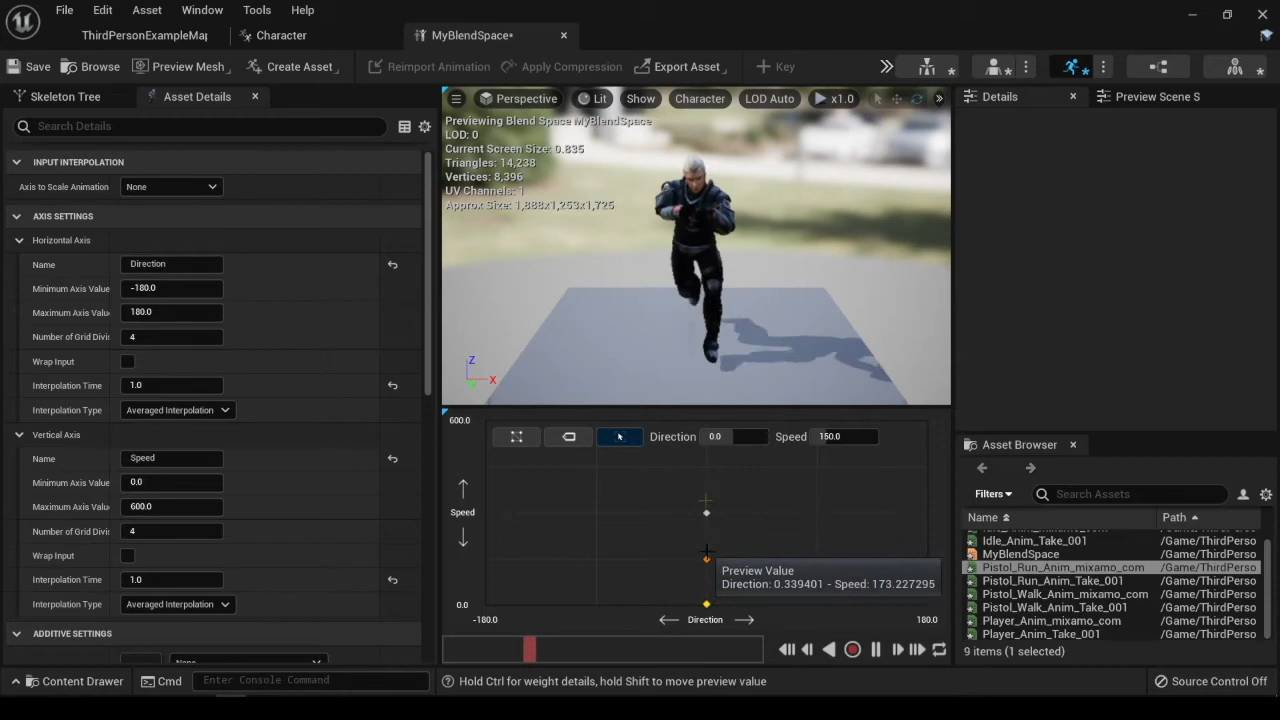 File Edit Asset Window Tools Help
ThirdPersonExampleMap Character MyBlendSpace•
Save Browse Preview Mesh Create Asset Reimport Animation Apply Compression Export Asset Key
Skeleton Tree Asset Details
Search Details
INPUT INTERPOLATION
Axis to Scale Animation None
AXIS SETTINGS
Horizontal Axis
Name Direction
Minimum Axis Valu -180.0
Maximum Axis Valu 180.0
Number of Grid Divi 4
Wrap Input
Interpolation Time 1.0
Interpolation Type Averaged Interpolation
Vertical Axis
Name Speed
Minimum Axis Valu 0.0
Maximum Axis Valu 600.0
Number of Grid Divi 4
Wrap Input
Interpolation Time 1.0
Interpolation Type Averaged Interpolation
ADDITIVE SETTINGS
None
Perspective Lit Show Character LOD Auto x1.0
Previewing Blend Space MyBlendSpace
LOD: 0
Current Screen Size: 0.835
Triangles: 14,238
Vertices: 8,396
UV Channels: 1
Approx Size: 1,888x1,253x1,725
Z
X
600.0
Direction 0.0 Speed 150.0
Speed
Preview Value
Direction: 0.339401 - Speed: 173.227295
0.0
-180.0 Direction 180.0
Details Preview Scene S
Asset Browser
Filters Search Assets
Name Path
Idle_Anim_mixamo_com /Game/ThirdPerso
Idle_Anim_Take_001 /Game/ThirdPerso
MyBlendSpace /Game/ThirdPerso
Pistol_Run_Anim_mixamo_com /Game/ThirdPerso
Pistol_Run_Anim_Take_001 /Game/ThirdPerso
Pistol_Walk_Anim_mixamo_com /Game/ThirdPerso
Pistol_Walk_Anim_Take_001 /Game/ThirdPerso
Player_Anim_mixamo_com /Game/ThirdPerso
Player_Anim_Take_001 /Game/ThirdPerso
9 items (1 selected)
Content Drawer Cmd Enter Console Command Hold Ctrl for weight details, hold Shift to move preview value Source Control Off